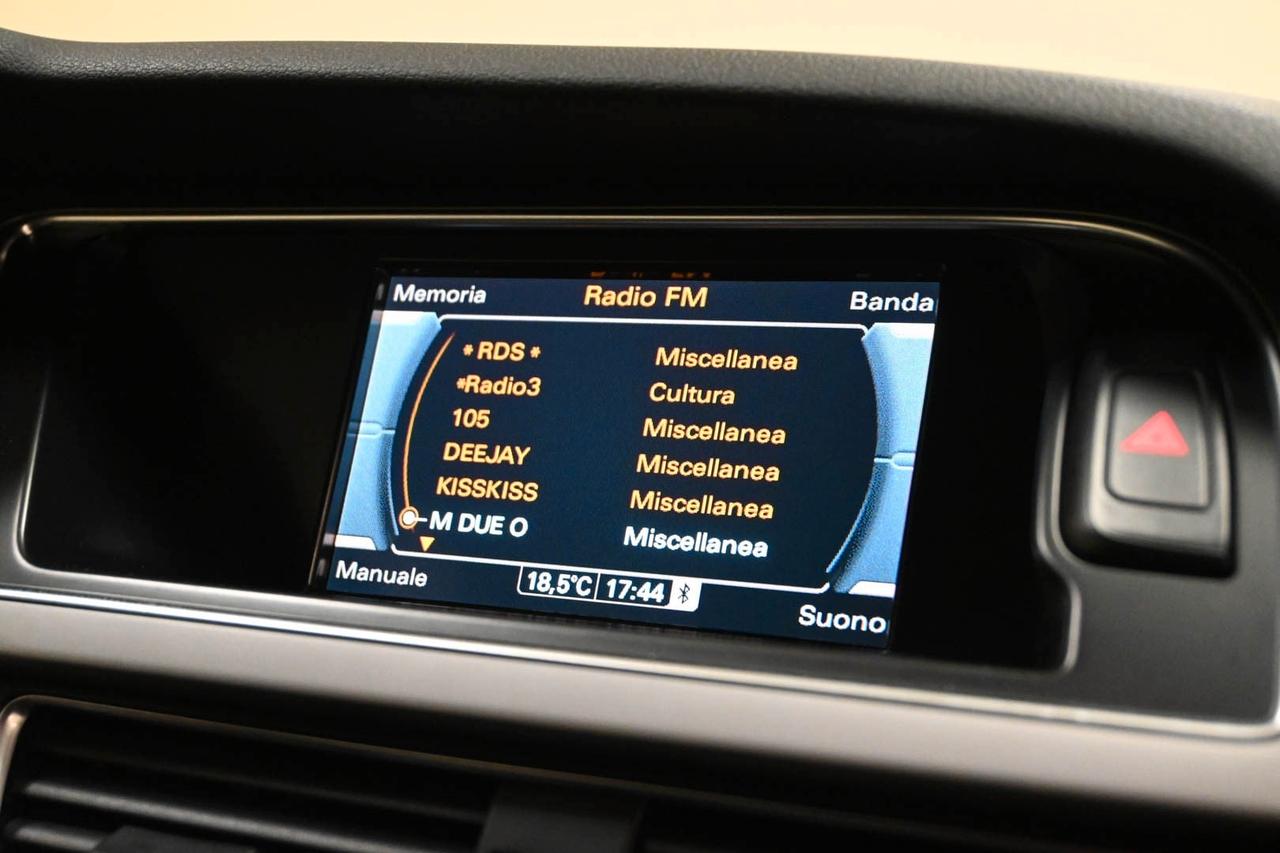 Memoria Radio FM Banda
*RDS* Miscellanea
*Radio3 Cultura
105 Miscellanea
DEEJAY Miscellanea
KISSKISS Miscellanea
M DUE O Miscellanea
Manuale 18,5°C 17:44 Suono